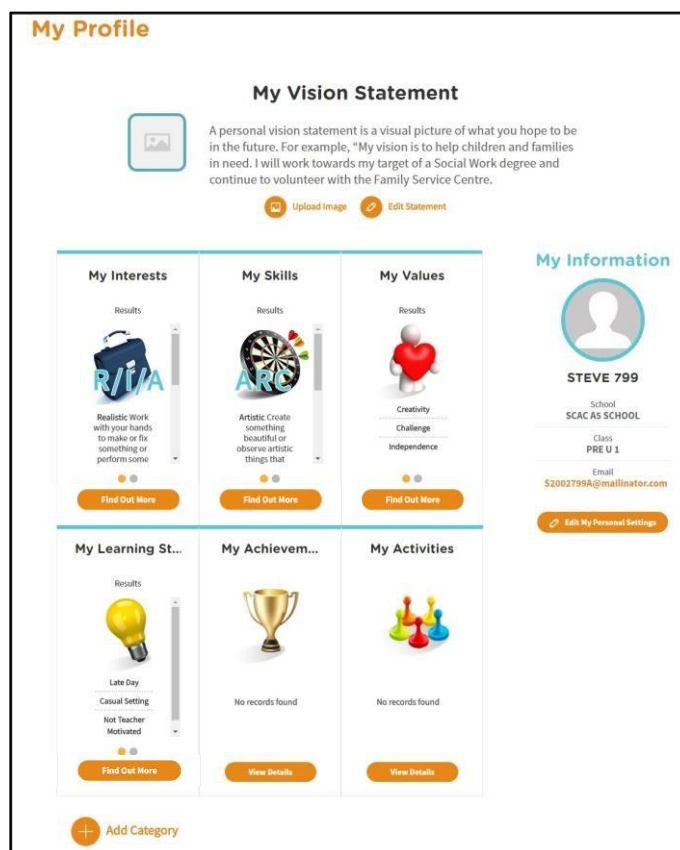 My Profile
My Vision Statement
A personal vision statement is a visual picture of what you hope to be
in the future. For example, “My vision is to help children and families
in need. I will work towards my target of a Social Work degree and
continue to volunteer with the Family Service Centre.
Upload Image
Edit Statement
My Interests
Results
R/I/A
Realistic Work
with your hands
to make or fix
something or
perform some
Find Out More
My Skills
Results
ARC
Artistic Create
something
beautiful or
observe artistic
things that
Find Out More
My Values
Results
Creativity
Challenge
Independence
Find Out More
My Information
STEVE 799
School
SCAC A5 SCHOOL
Class
PRE U 1
Email
S2002799A@mailinator.com
Edit My Personal Settings
My Learning St...
Results
Late Day
Casual Setting
Not Teacher
Motivated
Find Out More
My Achievem...
No records found
View Details
My Activities
No records found
View Details
Add Category